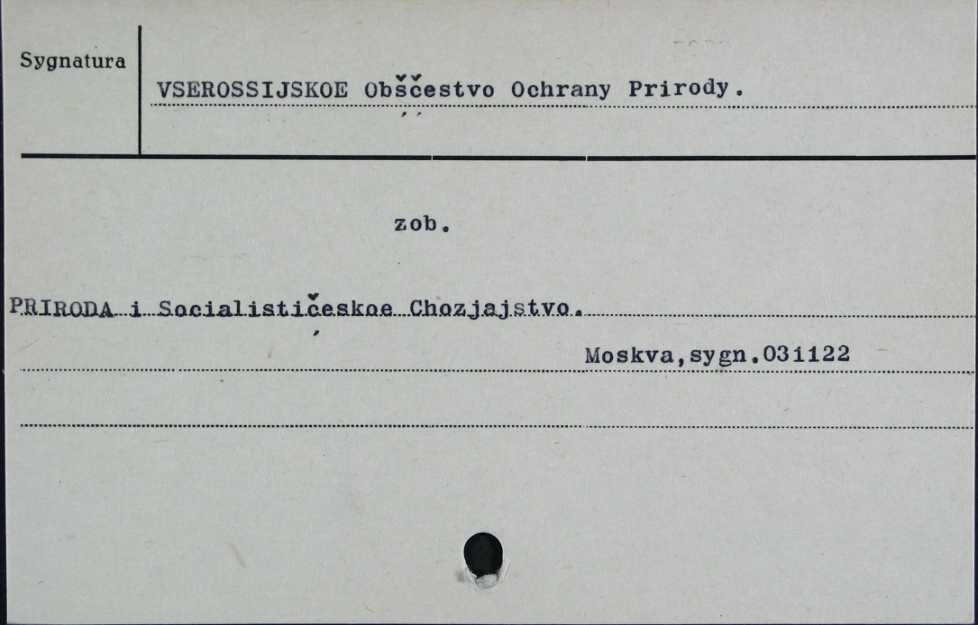 Sygnatura
VSEROSSIJSKOE Obščestvo Ochrany Prirody.
zob.
PRIRODA i Socialističeskoe Chozjajstvo.
Moskva,sygn.031122